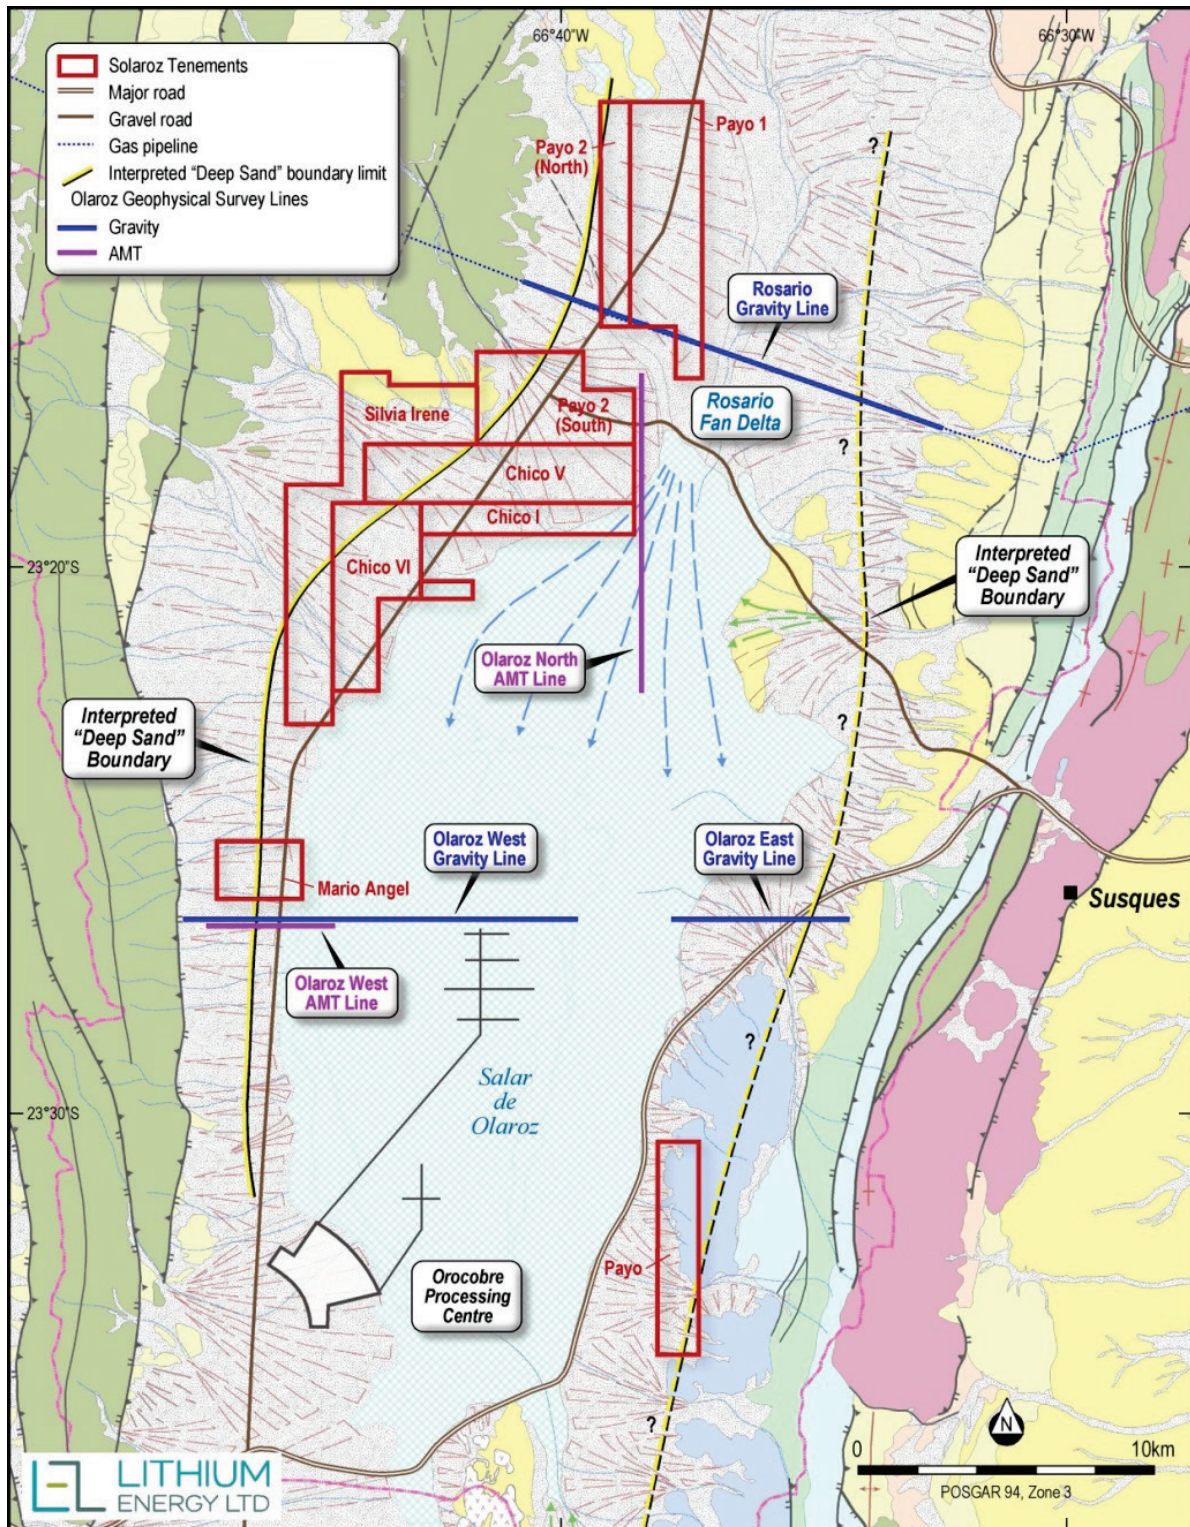 66°40'W
66°30'W
Solaroz Tenements
Major road
Gravel road
Gas pipeline
Interpreted “Deep Sand” boundary limit
Olaroz Geophysical Survey Lines
Gravity
AMT
Payo 2
(North)
Payo 1
?
Rosario
Gravity Line
Rosario
Fan Delta
Silvia Irene
Payo 2
(South)
?
Chico V
Chico I
Chico VI
23°20'S
Interpreted
“Deep Sand”
Boundary
Olaroz North
AMT Line
Interpreted
“Deep Sand”
Boundary
?
Olaroz West
Gravity Line
Olaroz East
Gravity Line
Mario Angel
Susques
Olaroz West
AMT Line
?
Salar
de
Olaroz
23°30'S
Payo
Orocobre
Processing
Centre
?
N
0
10km
POSGAR 94, Zone 3
LITHIUM
ENERGY LTD